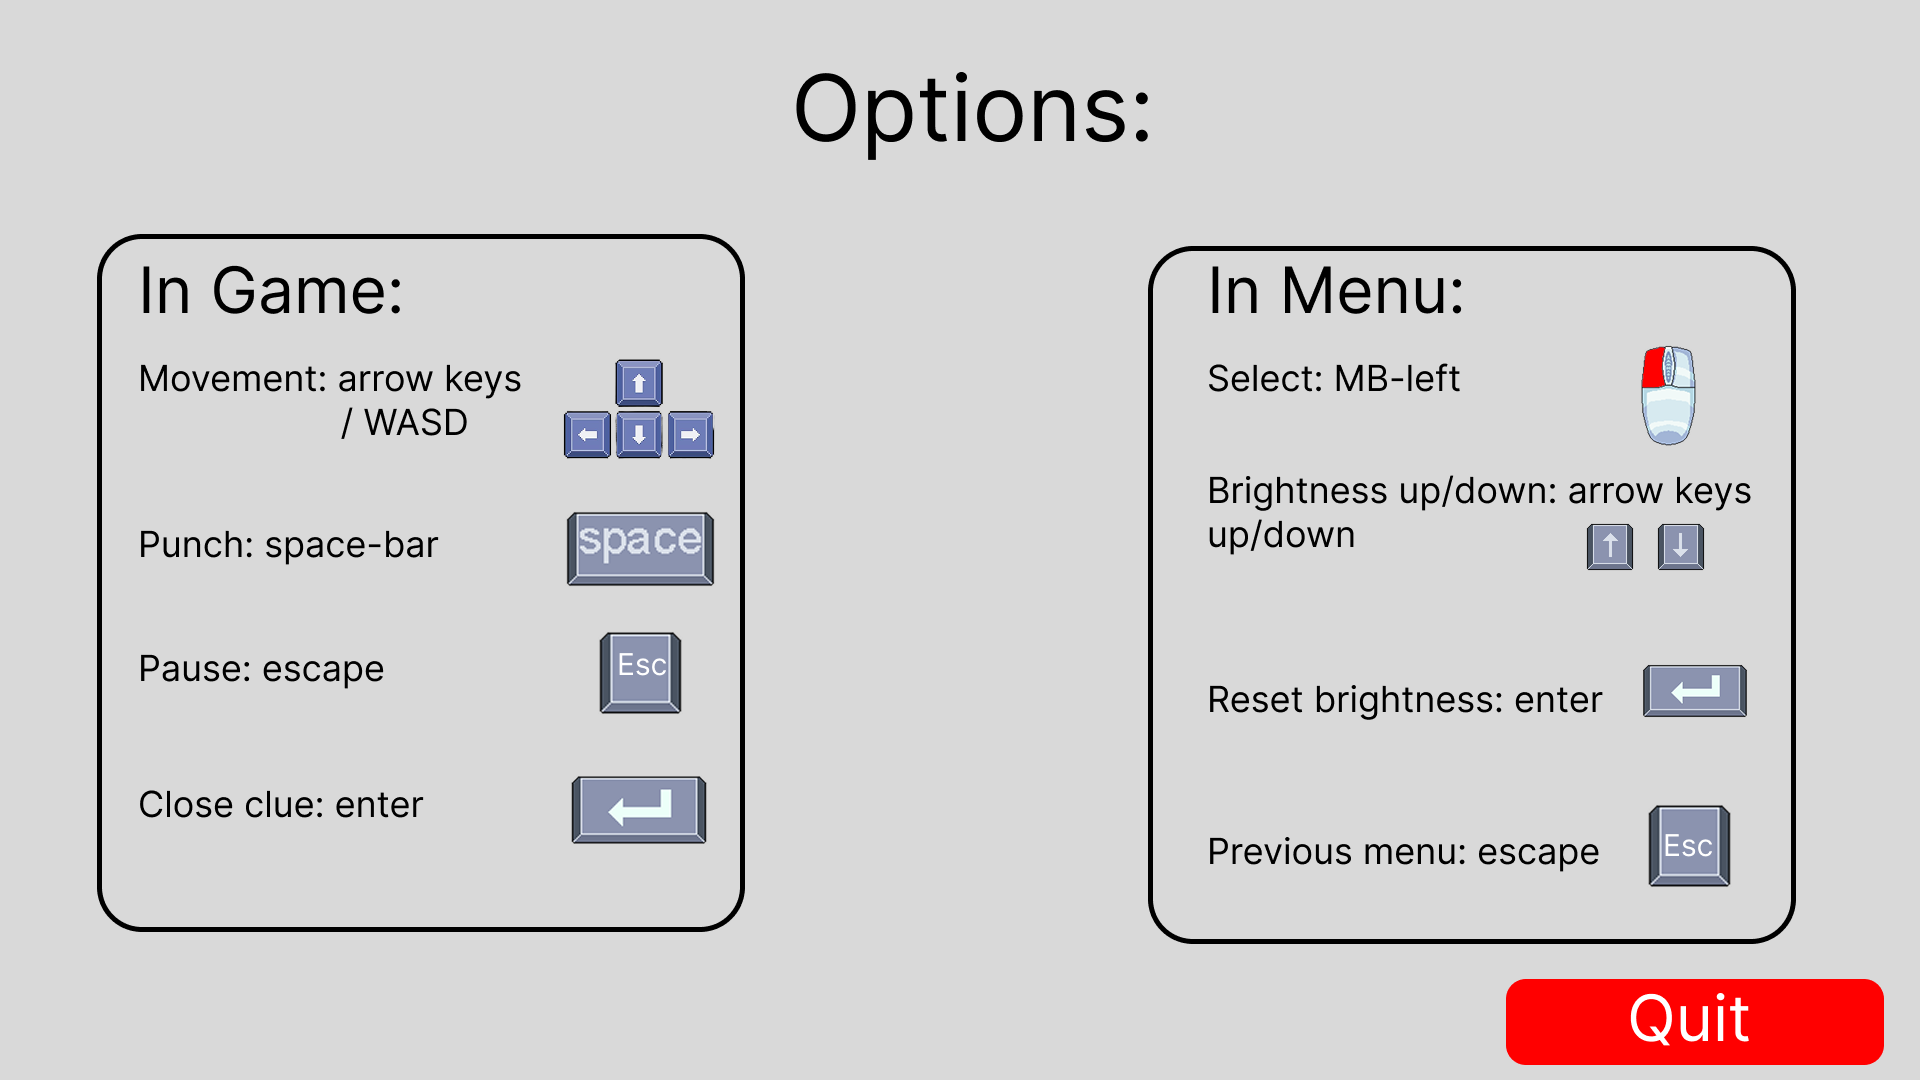 Options:
In Game:
Movement: arrow keys
/ WASD
Punch: space-bar
space
Pause: escape
Esc
Close clue: enter
In Menu:
Select: MB-left
Brightness up/down: arrow keys
up/down
Reset brightness: enter
Previous menu: escape
Esc
Quit